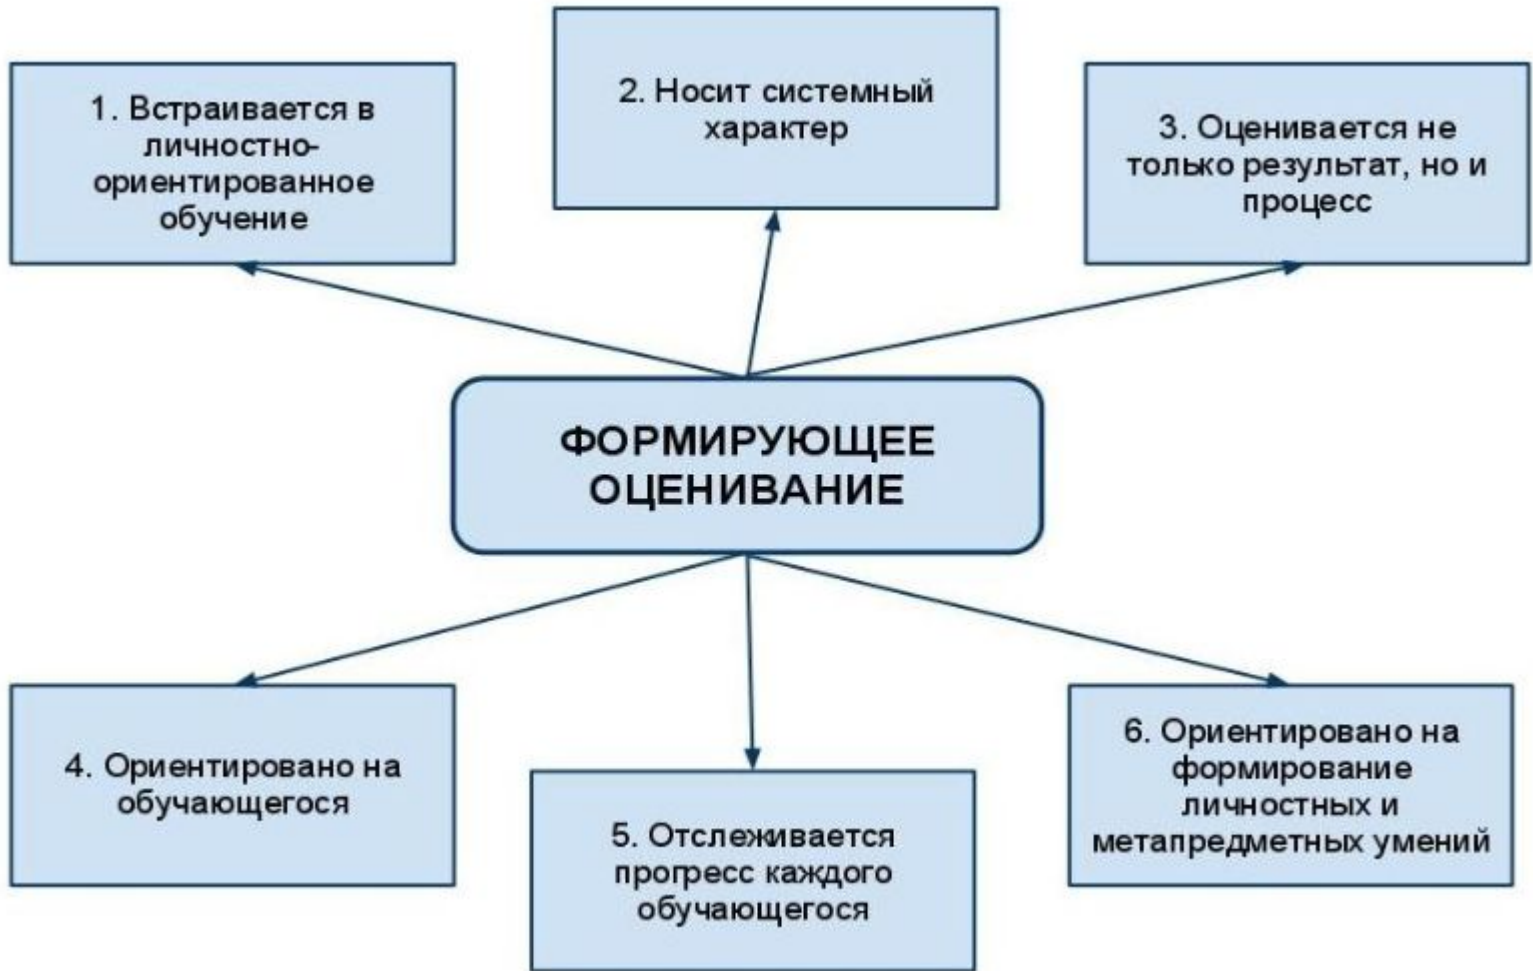 1. Встраивается в
личностно-
ориентированное
обучение
2. Носит системный
характер
3. Оценивается не
только результат, но и
процесс
ФОРМИРУЮЩЕЕ
ОЦЕНИВАНИЕ
4. Ориентировано на
обучающегося
5. Отслеживается
прогресс каждого
обучающегося
6. Ориентировано на
формирование
личностных и
метапредметных умений